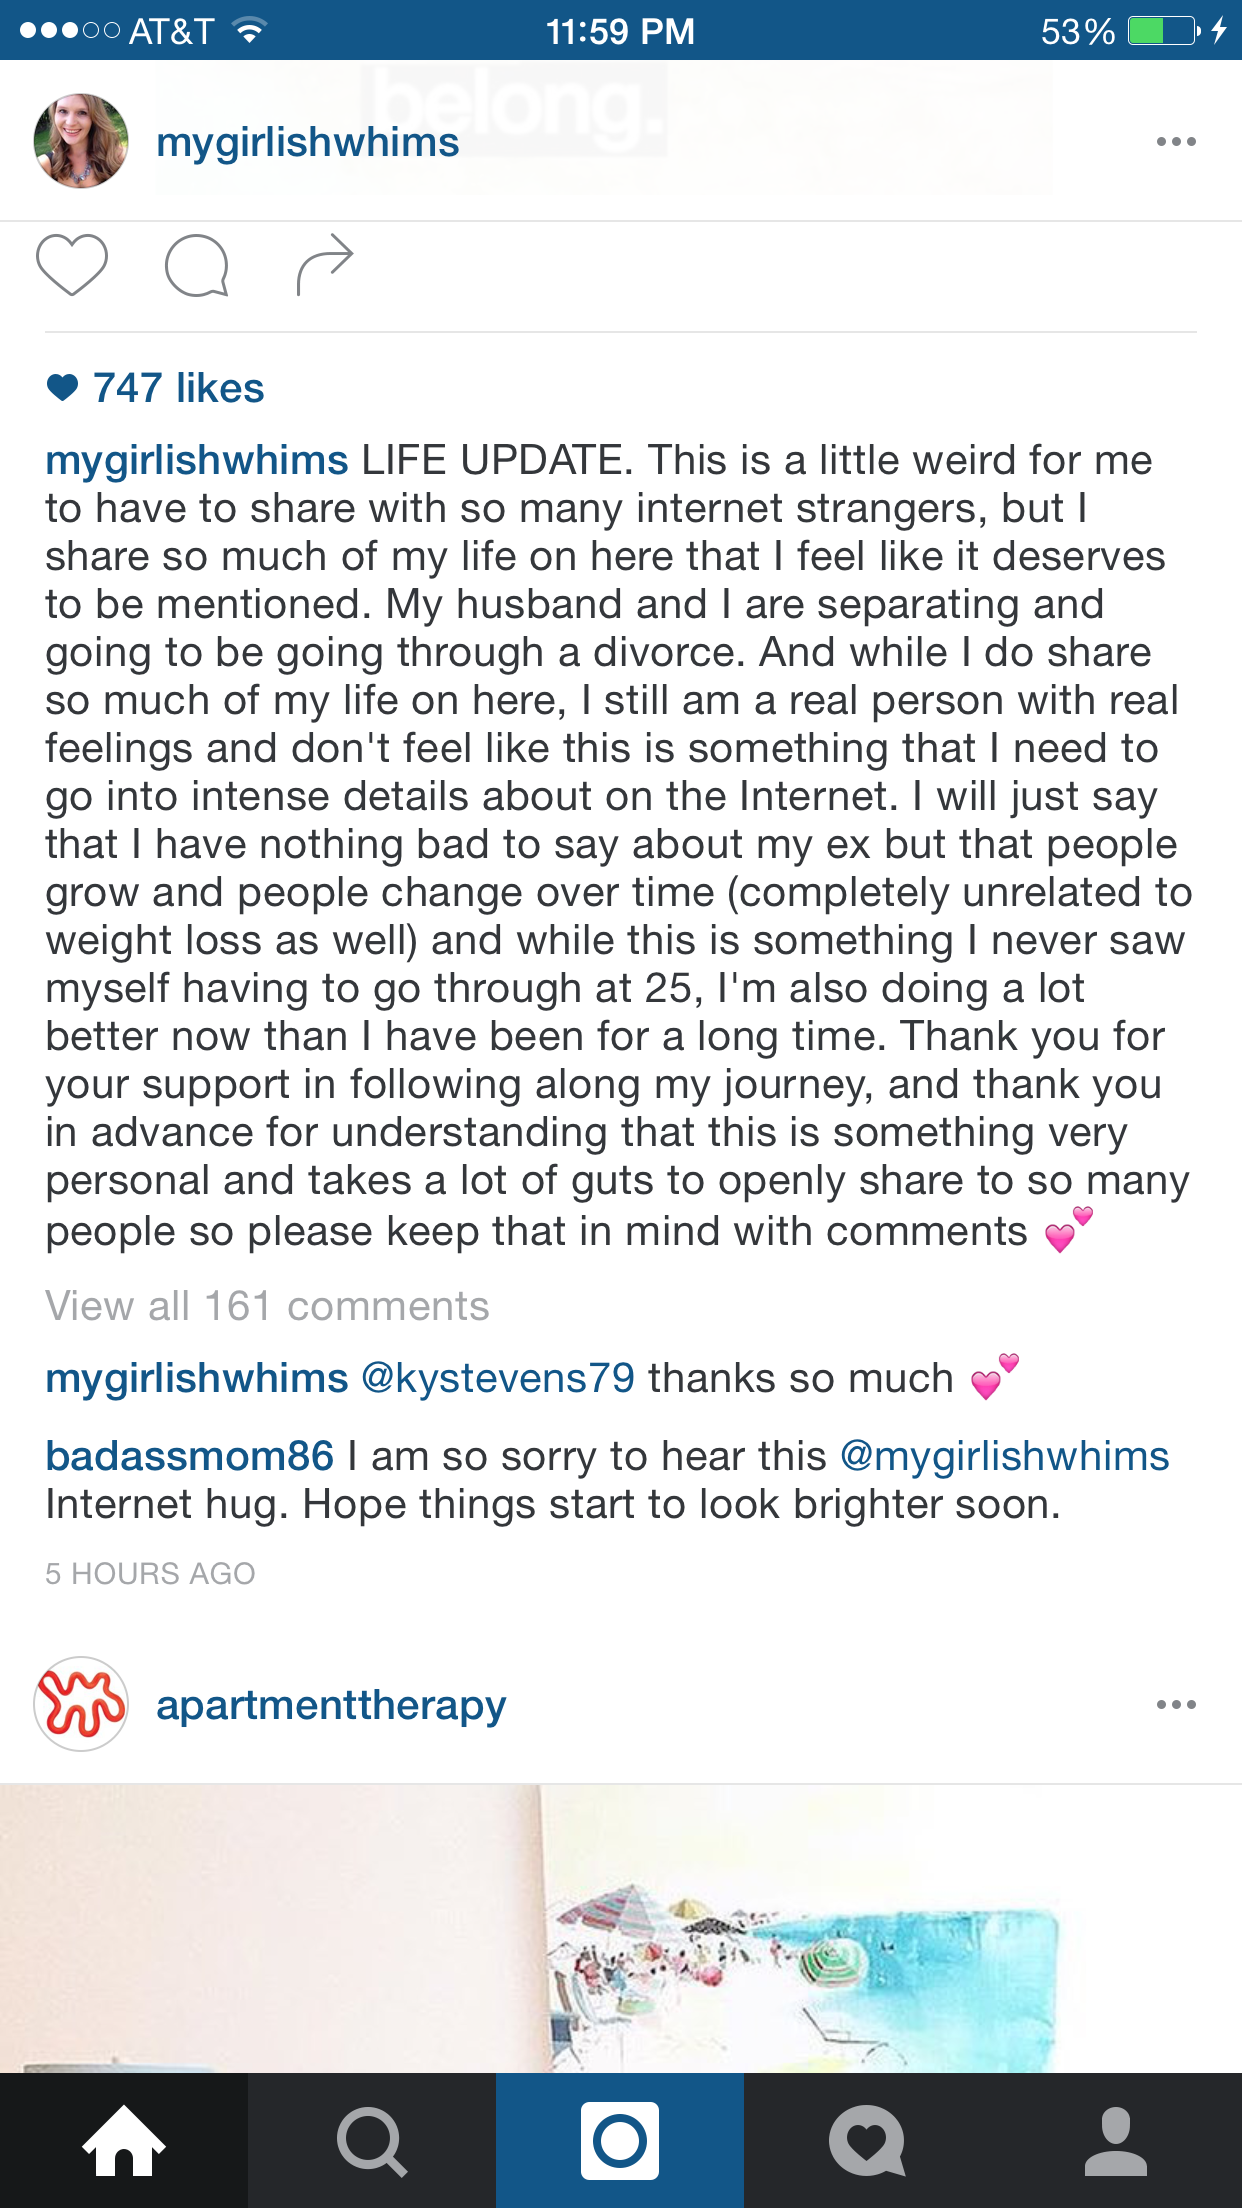 AT&T 11:59 PM 53%
belong.
mygirlishwhims
747 likes
mygirlishwhims LIFE UPDATE. This is a little weird for me
to have to share with so many internet strangers, but I
share so much of my life on here that I feel like it deserves
to be mentioned. My husband and I are separating and
going to be going through a divorce. And while I do share
so much of my life on here, I still am a real person with real
feelings and don't feel like this is something that I need to
go into intense details about on the Internet. I will just say
that I have nothing bad to say about my ex but that people
grow and people change over time (completely unrelated to
weight loss as well) and while this is something I never saw
myself having to go through at 25, I'm also doing a lot
better now than I have been for a long time. Thank you for
your support in following along my journey, and thank you
in advance for understanding that this is something very
personal and takes a lot of guts to openly share to so many
people so please keep that in mind with comments 💕
View all 161 comments
mygirlishwhims @kystevens79 thanks so much 💕
badassmom86 I am so sorry to hear this @mygirlishwhims
Internet hug. Hope things start to look brighter soon.
5 HOURS AGO
apartmenttherapy